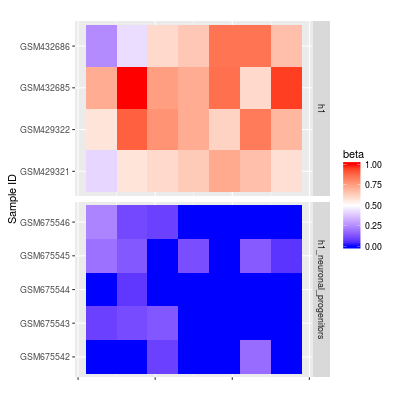 GSM432686
GSM432685
GSM429322
GSM429321
h1
GSM675546
GSM675545
GSM675544
GSM675543
GSM675542
h1_neuronal_progenitors
Sample ID
beta
1.00
0.75
0.50
0.25
0.00